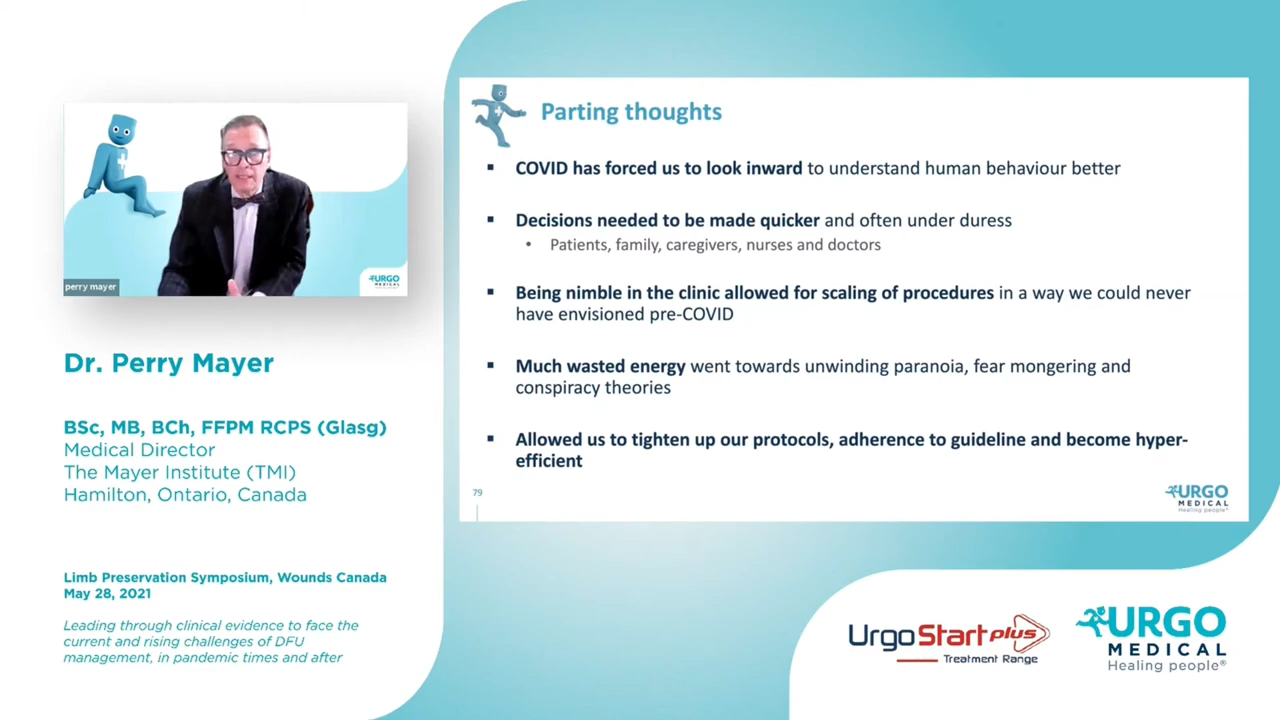 URGO
MEDICAL
perry mayer
Dr. Perry Mayer
BSc, MB, BCh, FFPM RCPS (Glasg)
Medical Director
The Mayer Institute (TMI)
Hamilton, Ontario, Canada
Limb Preservation Symposium, Wounds Canada
May 28, 2021
Leading through clinical evidence to face the
current and rising challenges of DFU
management, in pandemic times and after
Parting thoughts
▪ COVID has forced us to look inward to understand human behaviour better
▪ Decisions needed to be made quicker and often under duress
• Patients, family, caregivers, nurses and doctors
▪ Being nimble in the clinic allowed for scaling of procedures in a way we could never
have envisioned pre-COVID
▪ Much wasted energy went towards unwinding paranoia, fear mongering and
conspiracy theories
▪ Allowed us to tighten up our protocols, adherence to guideline and become hyper-
efficient
79
URGO
MEDICAL
Healing people®
UrgoStart plus
Treatment Range
URGO
MEDICAL
Healing people®